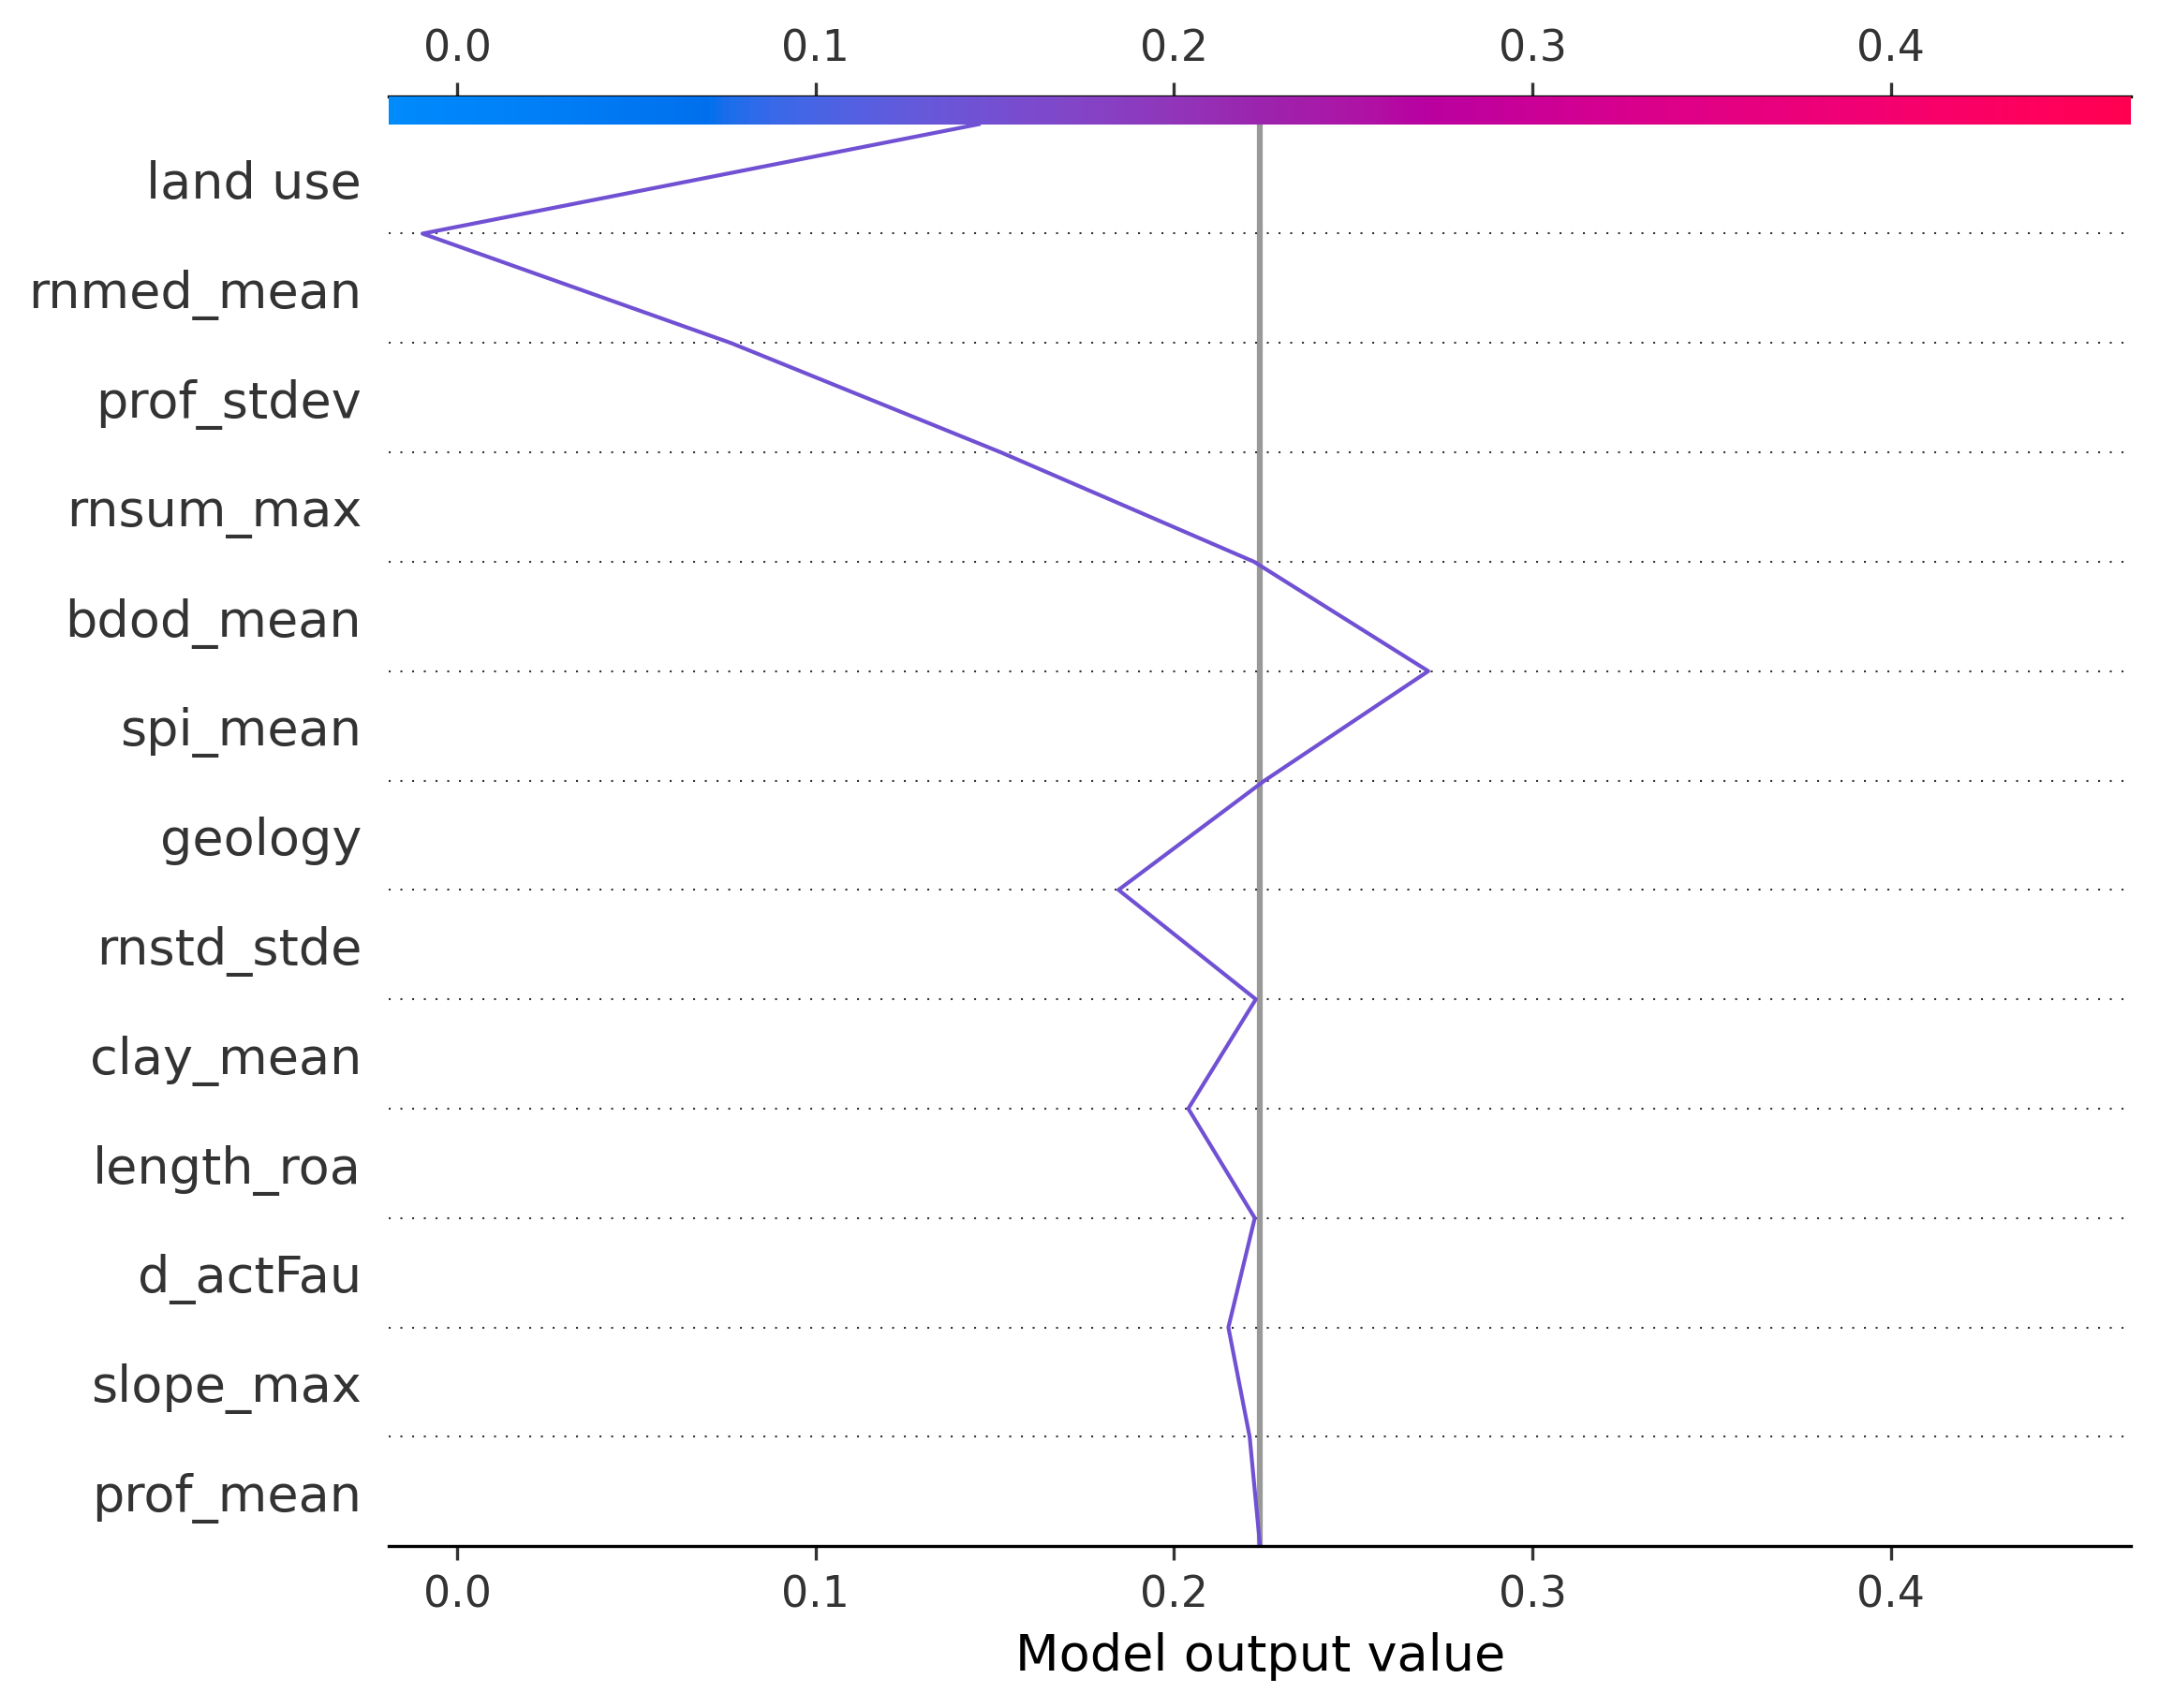 0.0 0.1 0.2 0.3 0.4
land use
rnmed_mean
prof_stdev
rnsum_max
bdod_mean
spi_mean
geology
rnstd_stde
clay_mean
length_roa
d_actFau
slope_max
prof_mean
0.0 0.1 0.2 0.3 0.4
Model output value